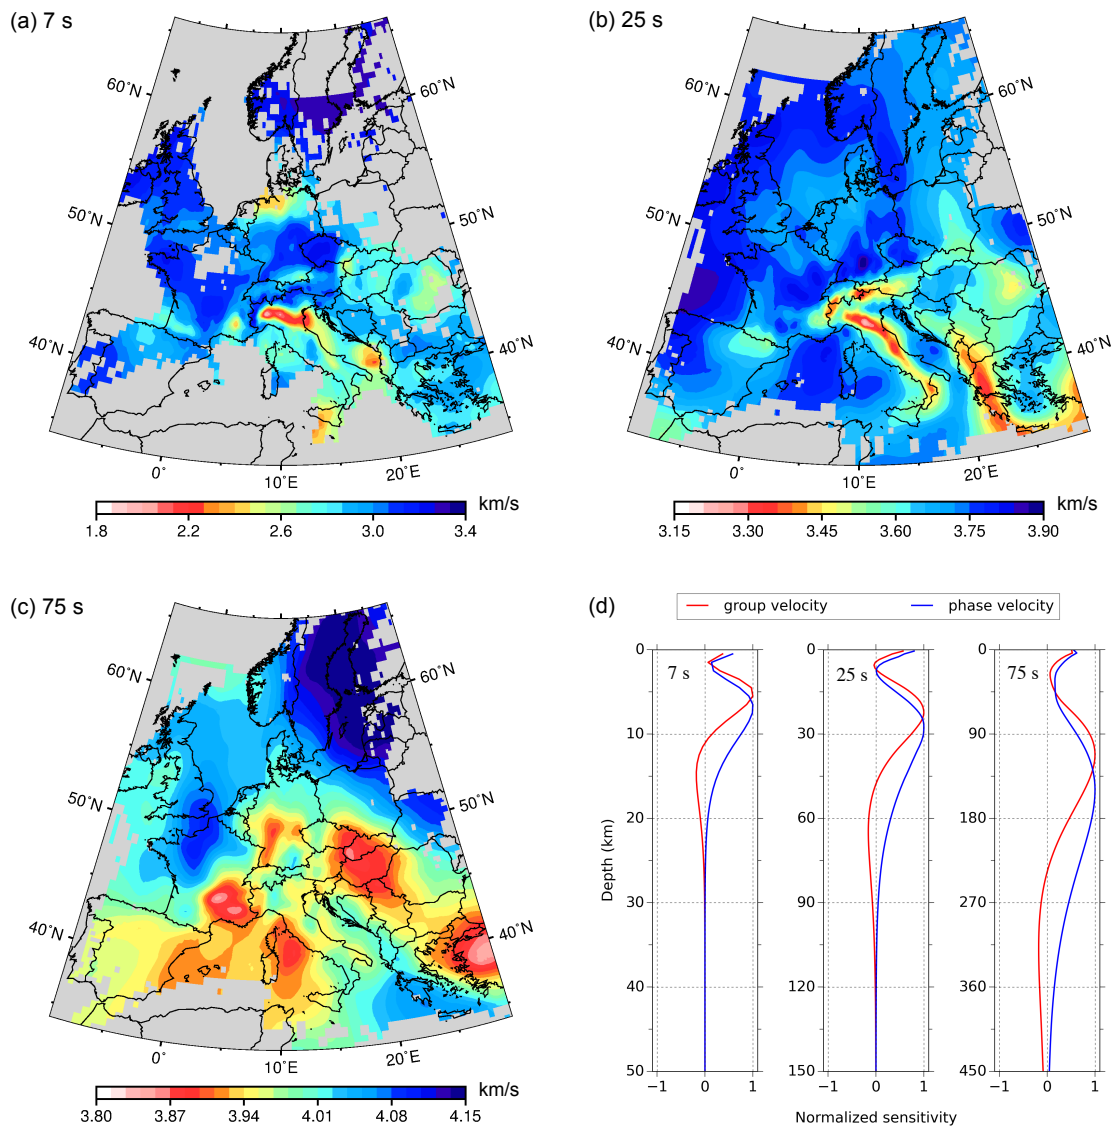 (a) 7 s
(b) 25 s
60˚N
60˚N
60˚N
60˚N
50˚N
50˚N
50˚N
50˚N
40˚N
40˚N
40˚N
40˚N
0˚
10˚E
20˚E
0˚
10˚E
20˚E
km/s
km/s
1.8 2.2 2.6 3.0 3.4
3.15 3.30 3.45 3.60 3.75 3.90
(c) 75 s
(d)
group velocity
phase velocity
60˚N
60˚N
50˚N
50˚N
40˚N
40˚N
0˚
10˚E
20˚E
km/s
3.80 3.87 3.94 4.01 4.08 4.15
7 s
25 s
75 s
Depth (km)
0
10
20
30
40
50
0
30
60
90
120
150
0
90
180
270
360
450
−1 0 1
−1 0 1
−1 0 1
Normalized sensitivity